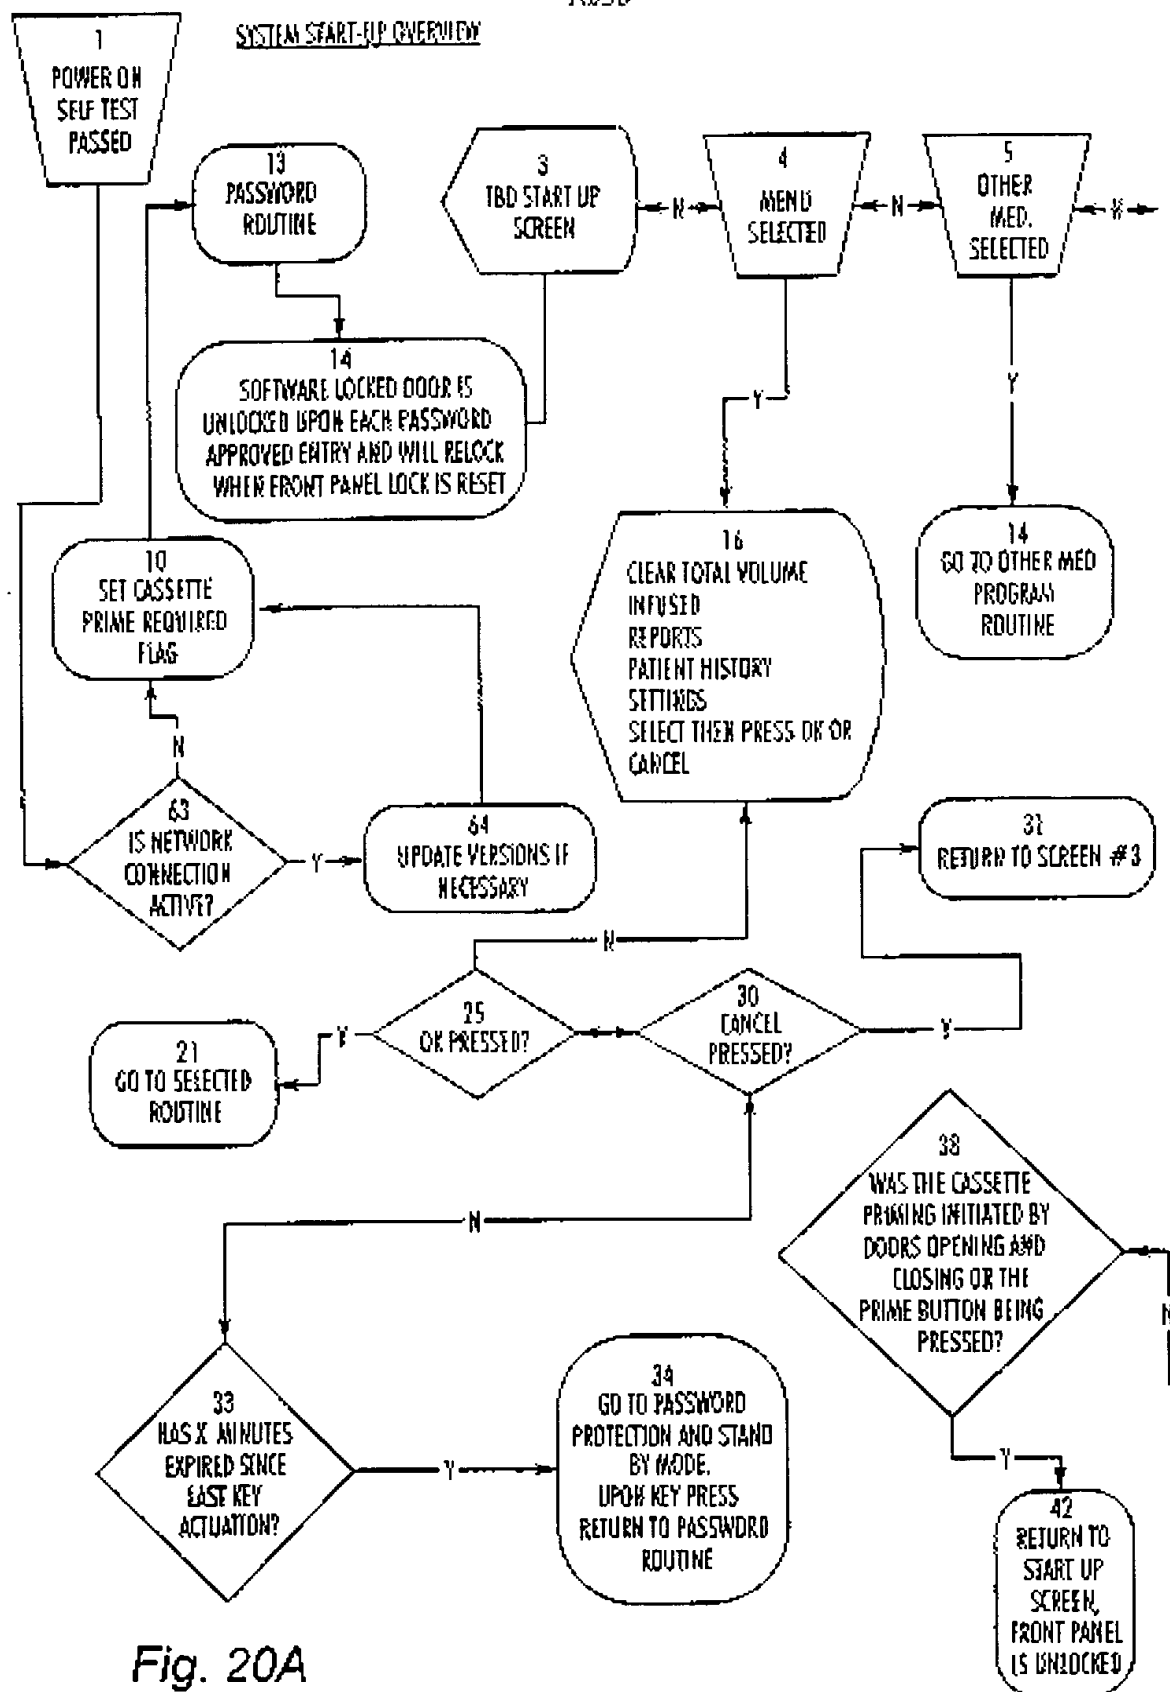 SYSTEM START-UP OVERVIEW
1
POWER ON
SELF TEST
PASSED
13
PASSWORD
ROUTINE
3
TBD START UP
SCREEN
N
4
MENU
SELECTED
N
5
OTHER
MED.
SELECTED
N
14
SOFTWARE LOCKED DOOR IS
UNLOCKED UPON EACH PASSWORD
APPROVED ENTRY AND WILL RELOCK
WHEN FRONT PANEL LOCK IS RESET
Y
Y
10
SET CASSETTE
PRIME REQUIRED
FLAG
16
CLEAR TOTAL VOLUME
INFUSED
REPORTS
PATIENT HISTORY
SETTINGS
SELECT THEN PRESS OK OR
CANCEL
14
GO TO OTHER MED
PROGRAM
ROUTINE
N
63
IS NETWORK
CONNECTION
ACTIVE?
Y
64
UPDATE VERSIONS IF
NECESSARY
RETURN TO SCREEN #3
N
25
OK PRESSED?
30
CANCEL
PRESSED?
Y
Y
21
GO TO SELECTED
ROUTINE
N
38
WAS THE CASSETTE
PRIMING INITIATED BY
DOORS OPENING AND
CLOSING OR THE
PRIME BUTTON BEING
PRESSED?
N
33
HAS X MINUTES
EXPIRED SINCE
LAST KEY
ACTUATION?
Y
34
GO TO PASSWORD
PROTECTION AND STAND
BY MODE.
UPON KEY PRESS
RETURN TO PASSWORD
ROUTINE
Y
42
RETURN TO
START UP
SCREEN,
FRONT PANEL
IS UNLOCKED
Fig. 20A